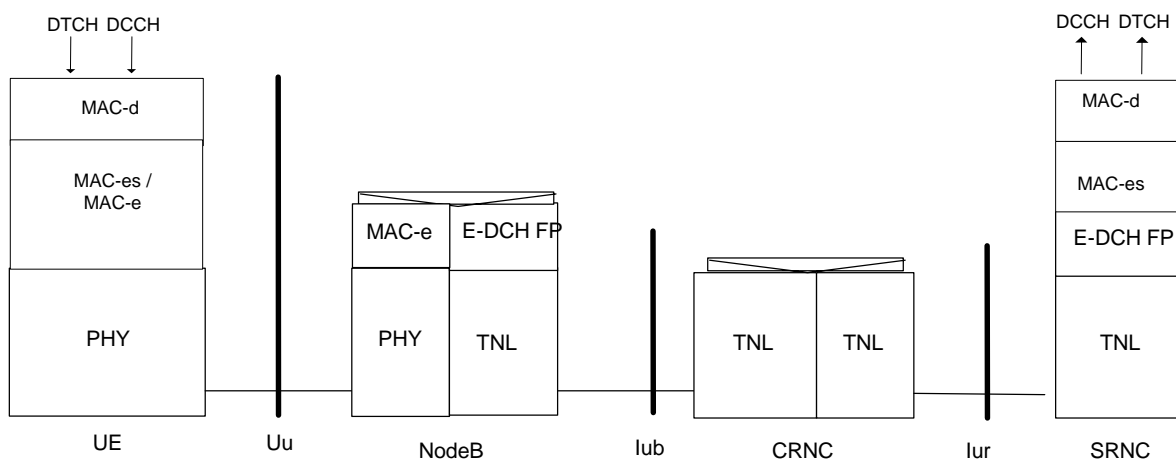 DTCH DCCH
DCCH DTCH
MAC-d
MAC-d
MAC-es /
MAC-e
MAC-es
MAC-e
E-DCH FP
E-DCH FP
PHY
PHY
TNL
TNL
TNL
TNL
UE
Uu
NodeB
Iub
CRNC
Iur
SRNC